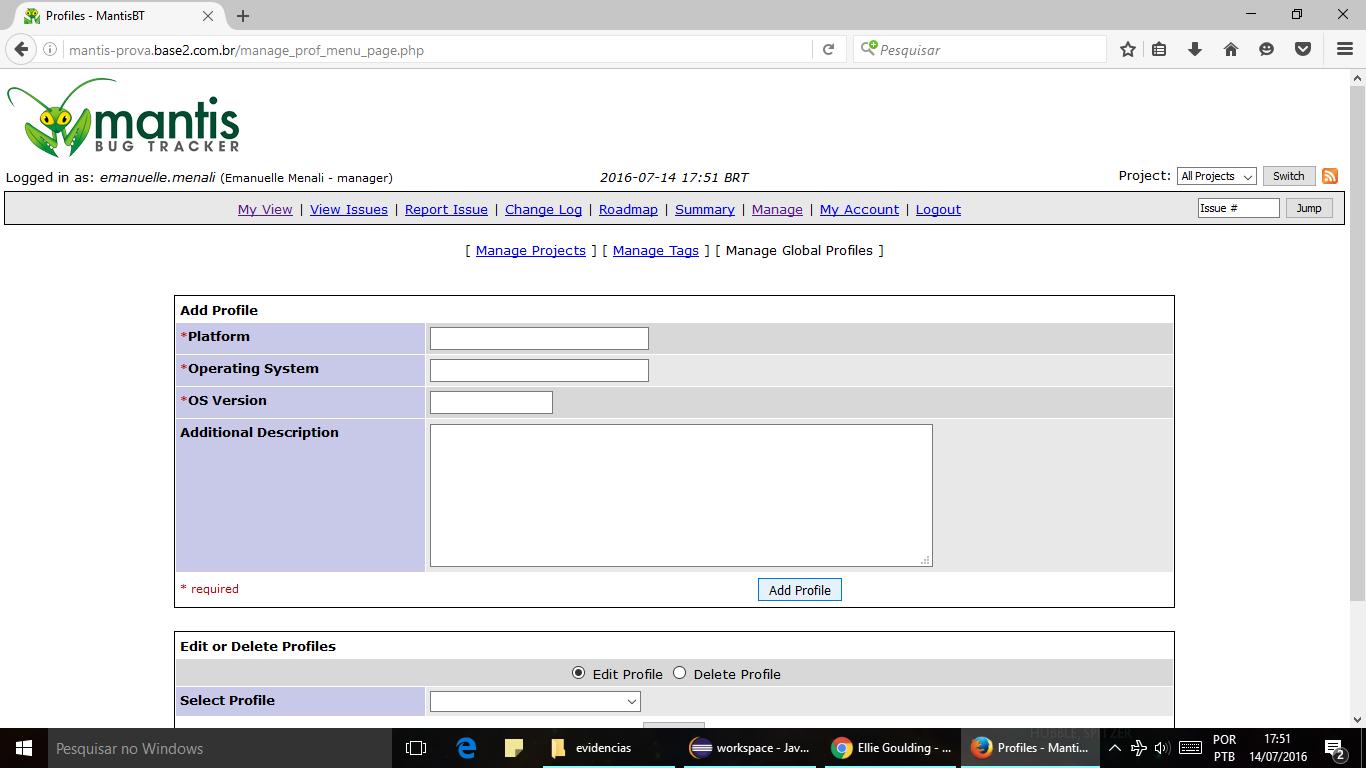 Profiles - MantisBT
mantis-prova.base2.com.br/manage_prof_menu_page.php
Pesquisar
mantis
BUG TRACKER
Logged in as: emanuelle.menali (Emanuelle Menali - manager) 2016-07-14 17:51 BRT Project: All Projects Switch
My View | View Issues | Report Issue | Change Log | Roadmap | Summary | Manage | My Account | Logout Issue # Jump
[ Manage Projects ] [ Manage Tags ] [ Manage Global Profiles ]
Add Profile
*Platform
*Operating System
*OS Version
Additional Description
* required Add Profile
Edit or Delete Profiles
Edit Profile Delete Profile
Select Profile
HUBBLE, SPITZER
Pesquisar no Windows evidencias workspace - Jav... Ellie Goulding - ... Profiles - Manti... POR 17:51
PTB 14/07/2016 2